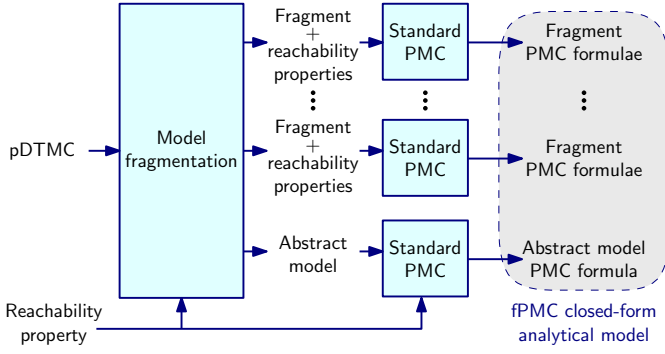 Fragment
+
reachability
properties
Standard
PMC
Fragment
PMC formulae
pDTMC
Model
fragmentation
Fragment
+
reachability
properties
Standard
PMC
Fragment
PMC formulae
Abstract
model
Standard
PMC
Abstract model
PMC formula
Reachability
property
fPMC closed-form
analytical model